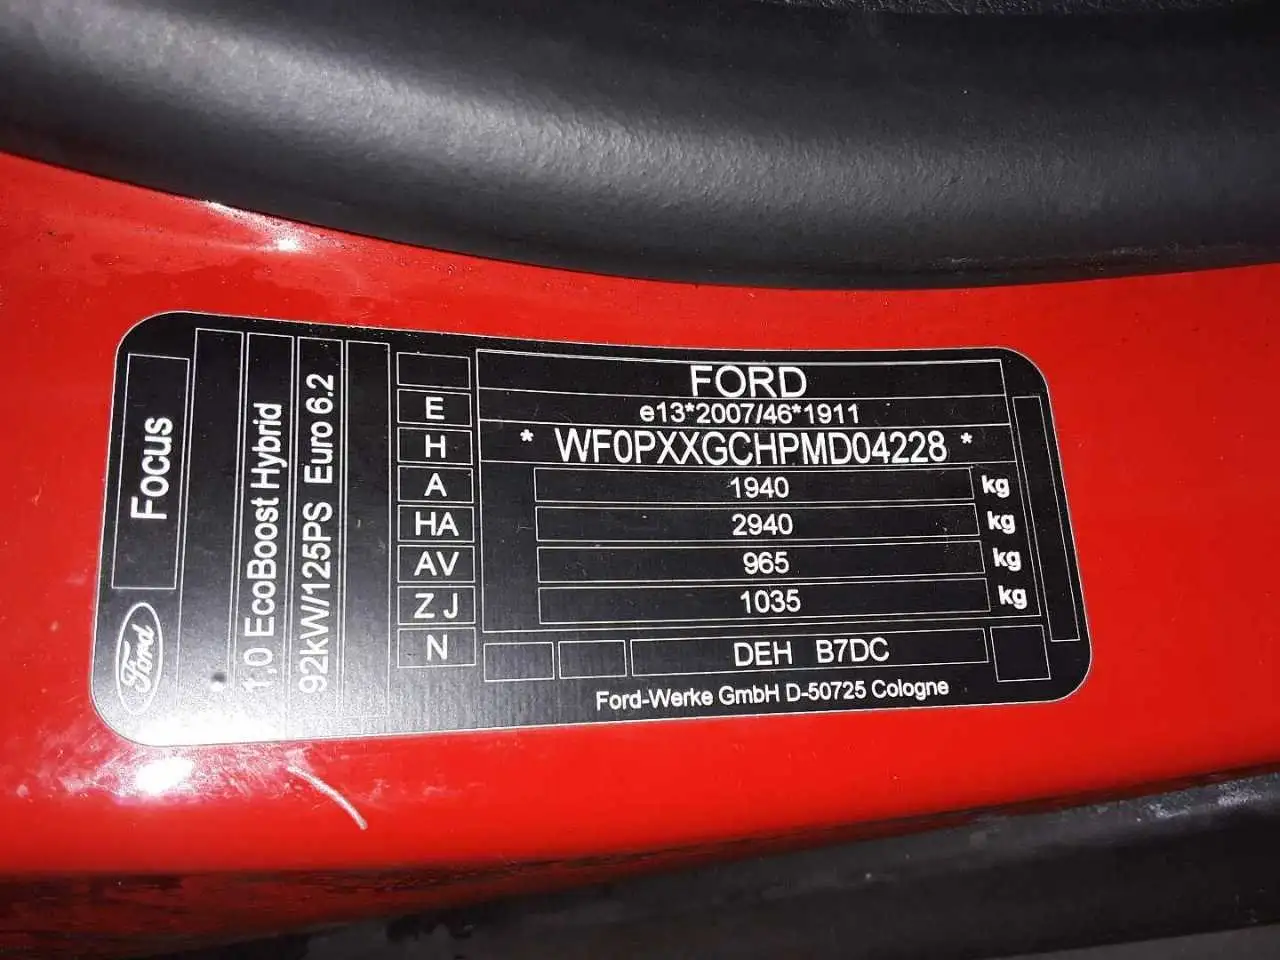 Ford
Focus
1,0 EcoBoost Hybrid
92kW/125PS Euro 6.2
FORD
E e13*2007/46*1911
H * WF0PXXGCHPMD04228 *
A 1940 kg
HA 2940 kg
AV 965 kg
Z J 1035 kg
N DEH B7DC
Ford-Werke GmbH D-50725 Cologne